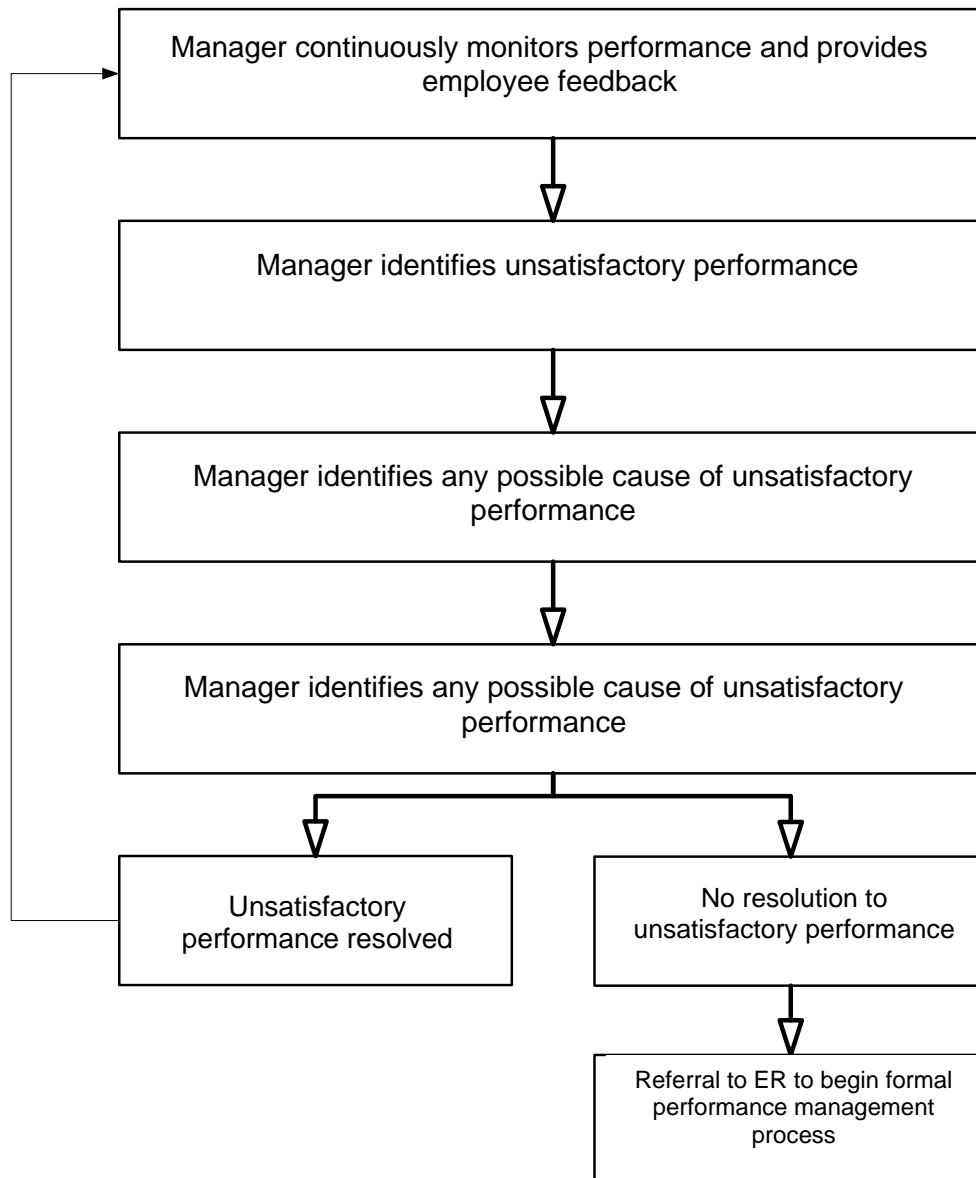 Manager continuously monitors performance and provides
employee feedback
Manager identifies unsatisfactory performance
Manager identifies any possible cause of unsatisfactory
performance
Manager identifies any possible cause of unsatisfactory
performance
Unsatisfactory
performance resolved
No resolution to
unsatisfactory performance
Referral to ER to begin formal
performance management
process